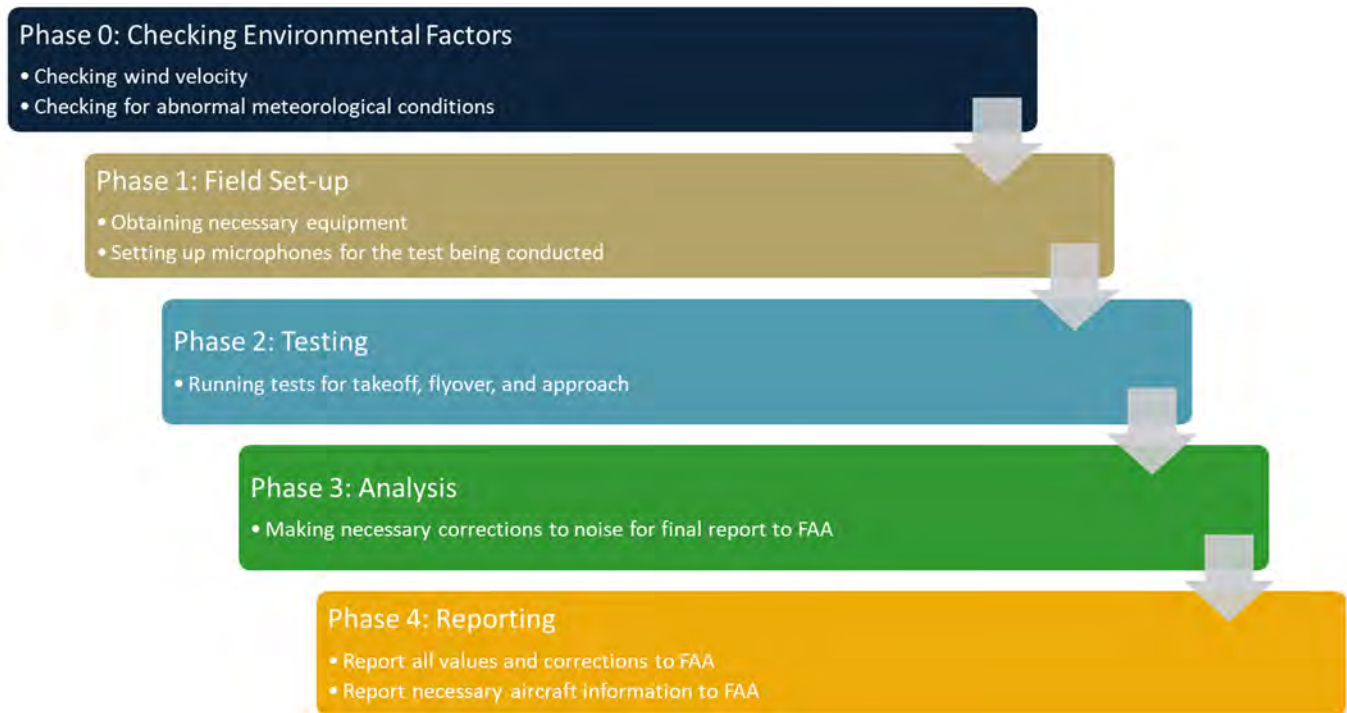 Phase 0: Checking Environmental Factors
• Checking wind velocity
• Checking for abnormal meteorological conditions
Phase 1: Field Set-up
• Obtaining necessary equipment
• Setting up microphones for the test being conducted
Phase 2: Testing
• Running tests for takeoff, flyover, and approach
Phase 3: Analysis
• Making necessary corrections to noise for final report to FAA
Phase 4: Reporting
• Report all values and corrections to FAA
• Report necessary aircraft information to FAA